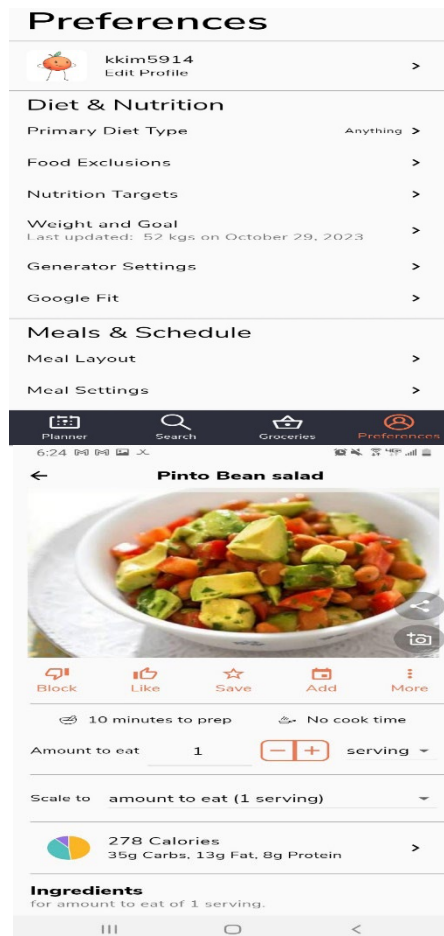 Preferences
kkim5914
Edit Profile
Diet & Nutrition
Primary Diet Type Anything >
Food Exclusions >
Nutrition Targets >
Weight and Goal
Last updated: 52 kgs on October 29, 2023
Generator Settings >
Google Fit >
Meals & Schedule
Meal Layout >
Meal Settings >
Planner Search Groceries Preferences
6:24
Pinto Bean salad
Block Like Save Add More
10 minutes to prep No cook time
Amount to eat 1 − + serving
Scale to amount to eat (1 serving)
278 Calories
35g Carbs, 13g Fat, 8g Protein
Ingredients
for amount to eat of 1 serving.